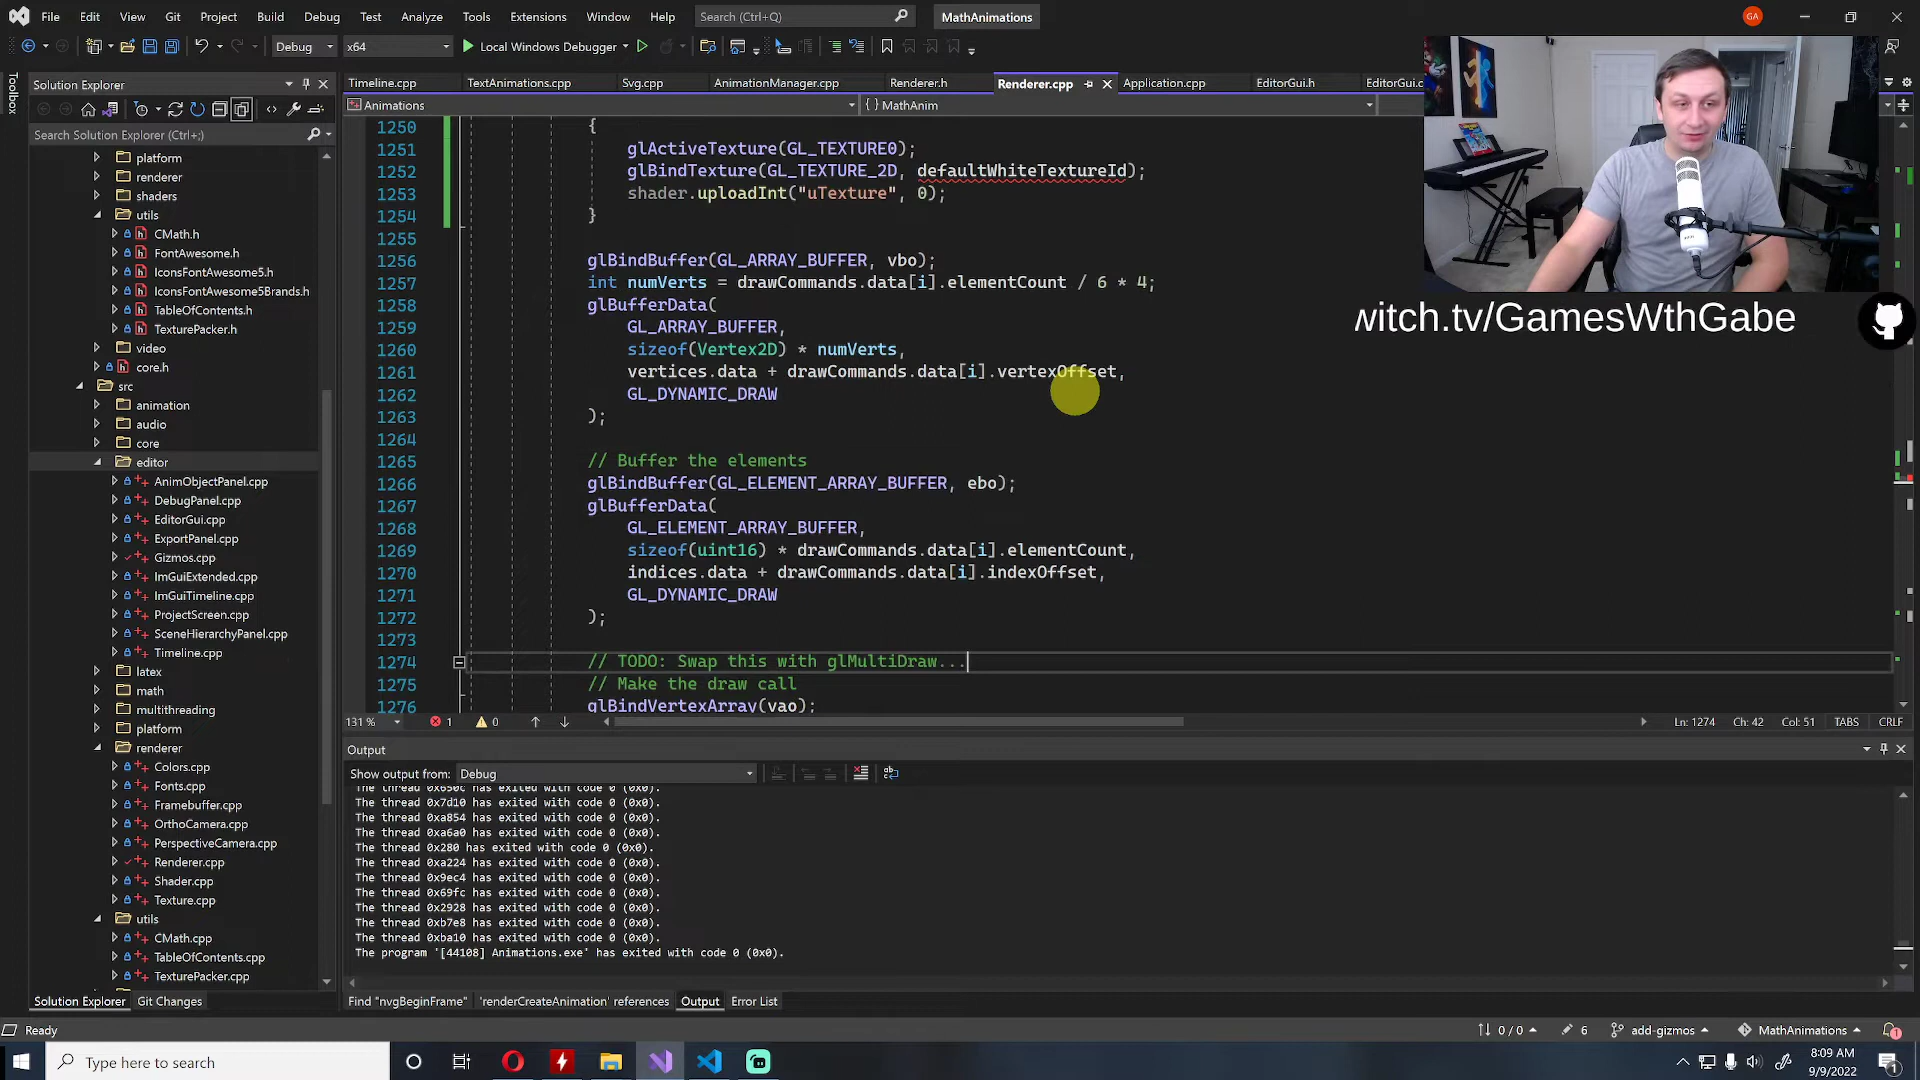 File Edit View Git Project Build Debug Test Analyze Tools Extensions Window Help Search (Ctrl+Q) MathAnimations GA
Debug x64 Local Windows Debugger
Toolbox
Solution Explorer
Search Solution Explorer (Ctrl+;)
platform
renderer
shaders
utils
CMath.h
FontAwesome.h
IconsFontAwesome5.h
IconsFontAwesome5Brands.h
TableOfContents.h
TexturePacker.h
video
core.h
src
animation
audio
core
editor
AnimObjectPanel.cpp
DebugPanel.cpp
EditorGui.cpp
ExportPanel.cpp
Gizmos.cpp
ImGuiExtended.cpp
ImGuiTimeline.cpp
ProjectScreen.cpp
SceneHierarchyPanel.cpp
Timeline.cpp
latex
math
multithreading
platform
renderer
Colors.cpp
Fonts.cpp
Framebuffer.cpp
OrthoCamera.cpp
PerspectiveCamera.cpp
Renderer.cpp
Shader.cpp
Texture.cpp
utils
CMath.cpp
TableOfContents.cpp
TexturePacker.cpp
Solution Explorer Git Changes
Timeline.cpp TextAnimations.cpp Svg.cpp AnimationManager.cpp Renderer.h Renderer.cpp Application.cpp EditorGui.h EditorGui.c
Animations { } MathAnim
1250 {
1251 glActiveTexture(GL_TEXTURE0);
1252 glBindTexture(GL_TEXTURE_2D, defaultWhiteTextureId);
1253 shader.uploadInt("uTexture", 0);
1254 }
1255
1256 glBindBuffer(GL_ARRAY_BUFFER, vbo);
1257 int numVerts = drawCommands.data[i].elementCount / 6 * 4;
1258 glBufferData(
1259 GL_ARRAY_BUFFER,
1260 sizeof(Vertex2D) * numVerts,
1261 vertices.data + drawCommands.data[i].vertexOffset,
1262 GL_DYNAMIC_DRAW
1263 );
1264
1265 // Buffer the elements
1266 glBindBuffer(GL_ELEMENT_ARRAY_BUFFER, ebo);
1267 glBufferData(
1268 GL_ELEMENT_ARRAY_BUFFER,
1269 sizeof(uint16) * drawCommands.data[i].elementCount,
1270 indices.data + drawCommands.data[i].indexOffset,
1271 GL_DYNAMIC_DRAW
1272 );
1273
1274 // TODO: Swap this with glMultiDraw...
1275 // Make the draw call
1276 glBindVertexArray(vao);
witch.tv/GamesWthGabe
131 % 1 0 Ln: 1274 Ch: 42 Col: 51 TABS CRLF
Output
Show output from: Debug
The thread 0x650c has exited with code 0 (0x0).
The thread 0x7d10 has exited with code 0 (0x0).
The thread 0xa854 has exited with code 0 (0x0).
The thread 0xa6a0 has exited with code 0 (0x0).
The thread 0x280 has exited with code 0 (0x0).
The thread 0xa224 has exited with code 0 (0x0).
The thread 0x9ec4 has exited with code 0 (0x0).
The thread 0x69fc has exited with code 0 (0x0).
The thread 0x2928 has exited with code 0 (0x0).
The thread 0xb7e8 has exited with code 0 (0x0).
The thread 0xba10 has exited with code 0 (0x0).
The program '[44108] Animations.exe' has exited with code 0 (0x0).
Find "nvgBeginFrame" 'renderCreateAnimation' references Output Error List
Ready 0 / 0 6 add-gizmos MathAnimations 1
Type here to search
8:09 AM
9/9/2022
1